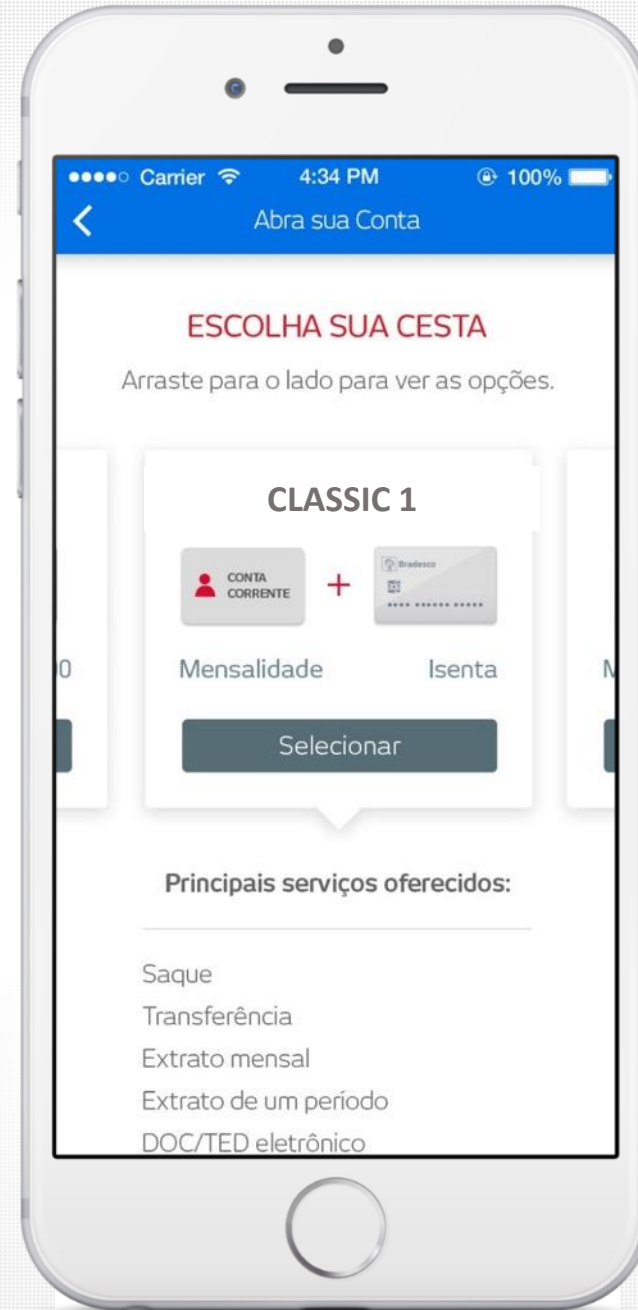 Carrier 4:34 PM 100%
Abra sua Conta
ESCOLHA SUA CESTA
Arraste para o lado para ver as opções.
CLASSIC 1
CONTA
CORRENTE
+
Bradesco
00 Mensalidade Isenta M
Selecionar
Principais serviços oferecidos:
Saque
Transferência
Extrato mensal
Extrato de um período
DOC/TED eletrônico